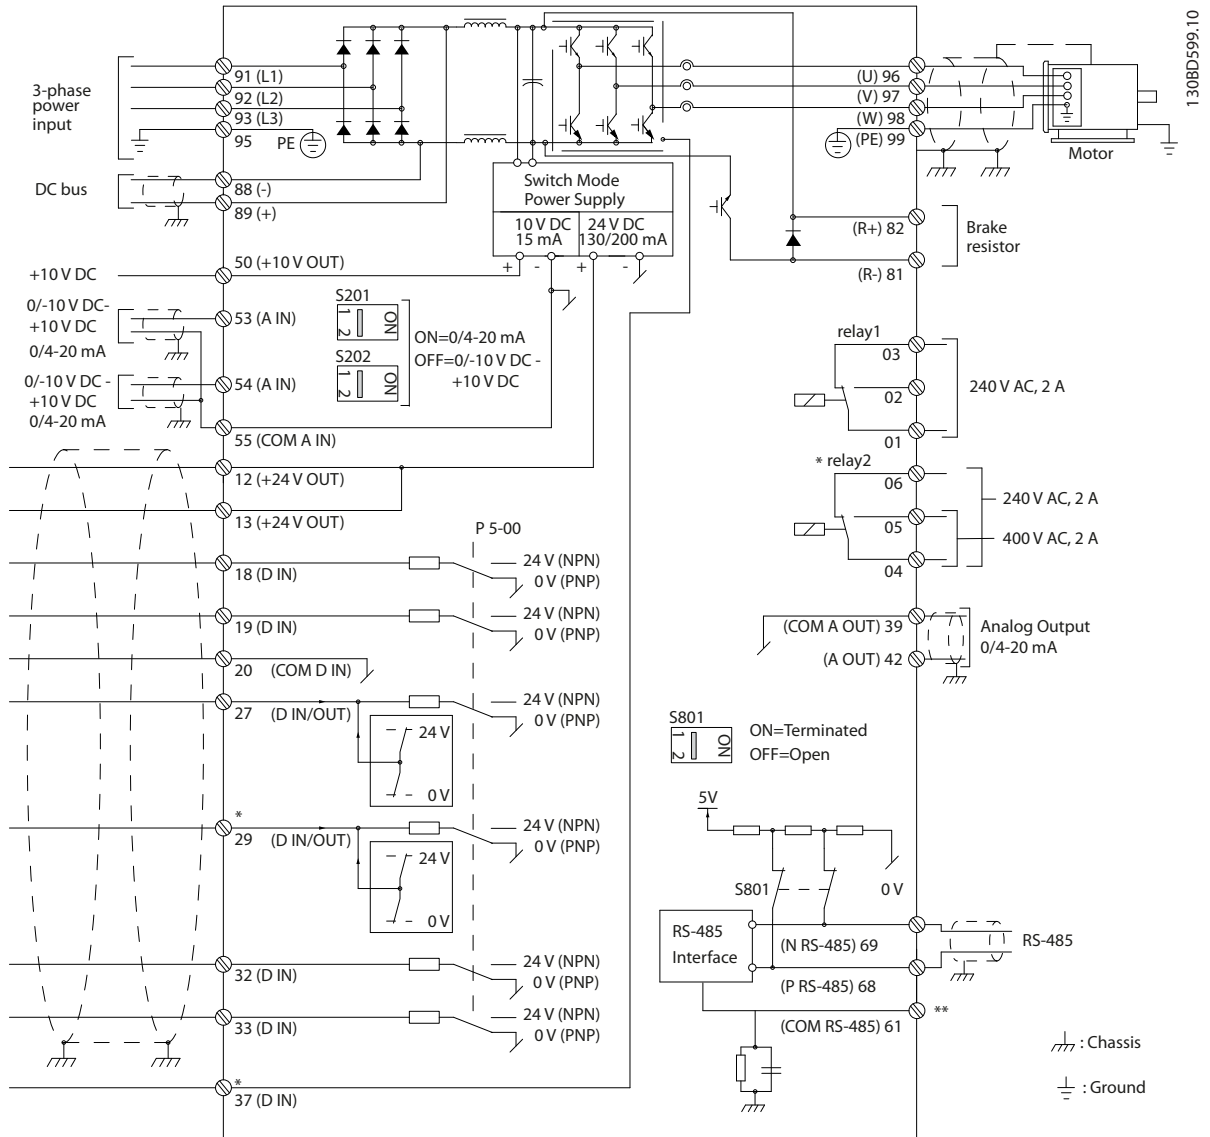 130BD599.10
3-phase
power
input
91 (L1)
92 (L2)
93 (L3)
95
PE
DC bus
88 (-)
89 (+)
+10 V DC
50 (+10 V OUT)
0/-10 V DC-
+10 V DC
0/4-20 mA
53 (A IN)
0/-10 V DC -
+10 V DC
0/4-20 mA
54 (A IN)
55 (COM A IN)
12 (+24 V OUT)
13 (+24 V OUT)
18 (D IN)
19 (D IN)
20 (COM D IN)
27 (D IN/OUT)
24 V
0 V
*
29 (D IN/OUT)
24 V
0 V
32 (D IN)
33 (D IN)
*
37 (D IN)
Switch Mode
Power Supply
10 V DC
15 mA
24 V DC
130/200 mA
+ - + -
S201
1 2 ON
S202
1 2 ON
ON=0/4-20 mA
OFF=0/-10 V DC -
+10 V DC
P 5-00
24 V (NPN)
0 V (PNP)
24 V (NPN)
0 V (PNP)
24 V (NPN)
0 V (PNP)
24 V (NPN)
0 V (PNP)
24 V (NPN)
0 V (PNP)
24 V (NPN)
0 V (PNP)
(U) 96
(V) 97
(W) 98
(PE) 99
Motor
(R+) 82
(R-) 81
Brake
resistor
relay1
03
02
01
240 V AC, 2 A
* relay2
06
05
04
240 V AC, 2 A
400 V AC, 2 A
(COM A OUT) 39
(A OUT) 42
Analog Output
0/4-20 mA
S801
1 2 ON
ON=Terminated
OFF=Open
5V
S801
0 V
RS-485
Interface
(N RS-485) 69
(P RS-485) 68
(COM RS-485) 61
RS-485
**
: Chassis
: Ground